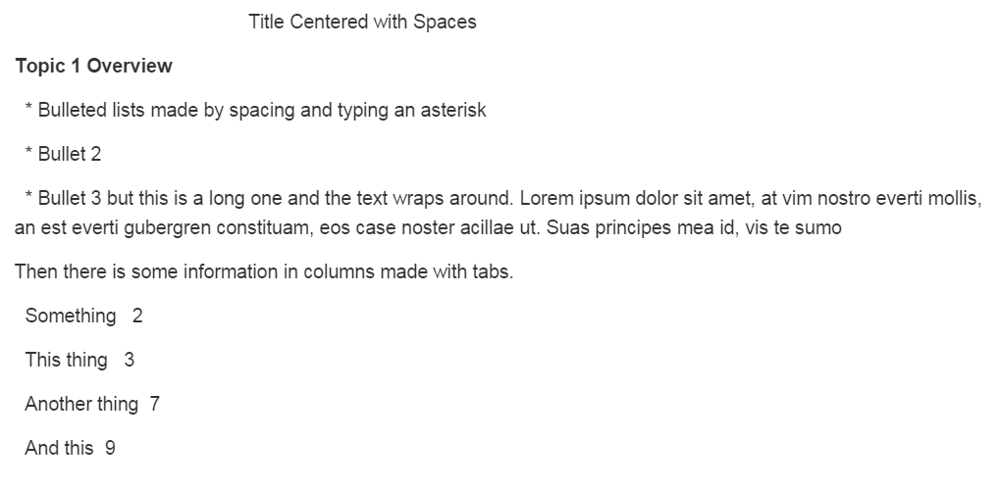 Title Centered with Spaces
Topic 1 Overview
* Bulleted lists made by spacing and typing an asterisk
* Bullet 2
* Bullet 3 but this is a long one and the text wraps around. Lorem ipsum dolor sit amet, at vim nostro everti mollis,
an est everti gubergren constituam, eos case noster acillae ut. Suas principes mea id, vis te sumo
Then there is some information in columns made with tabs.
Something 2
This thing 3
Another thing 7
And this 9